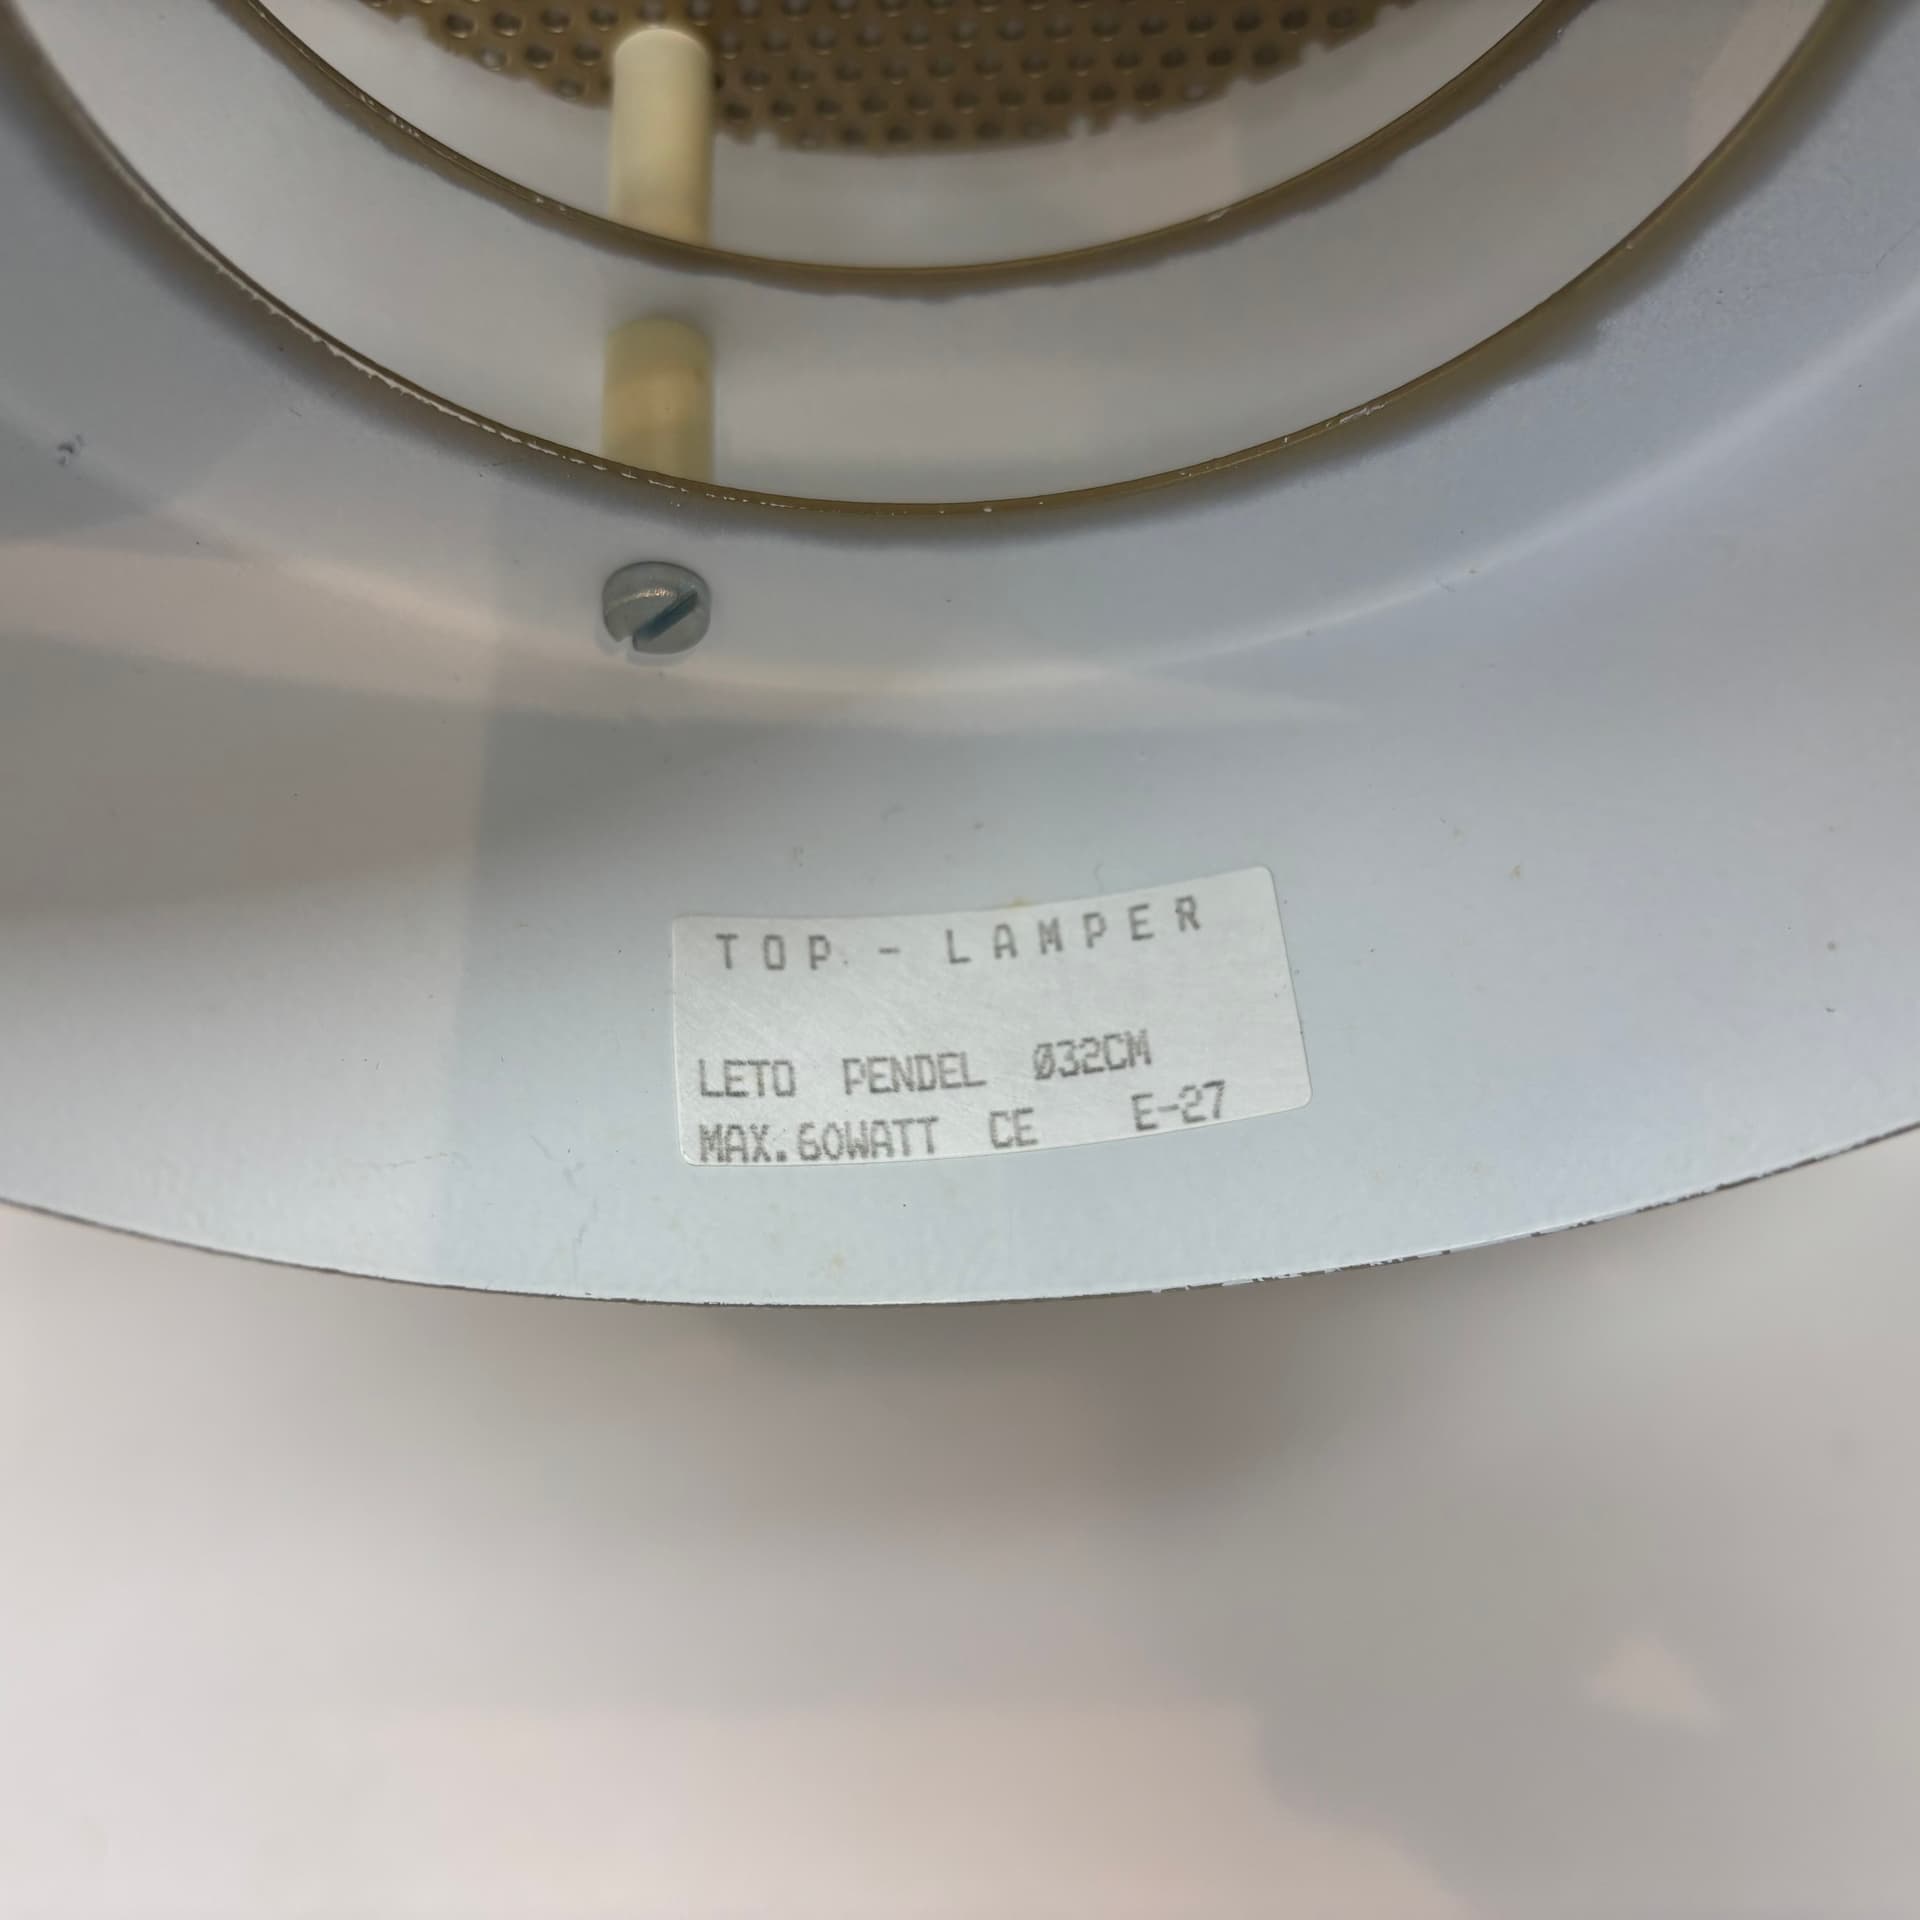 TOP - LAMPER
LETO PENDEL Ø32CM
MAX. 60WATT CE E-27